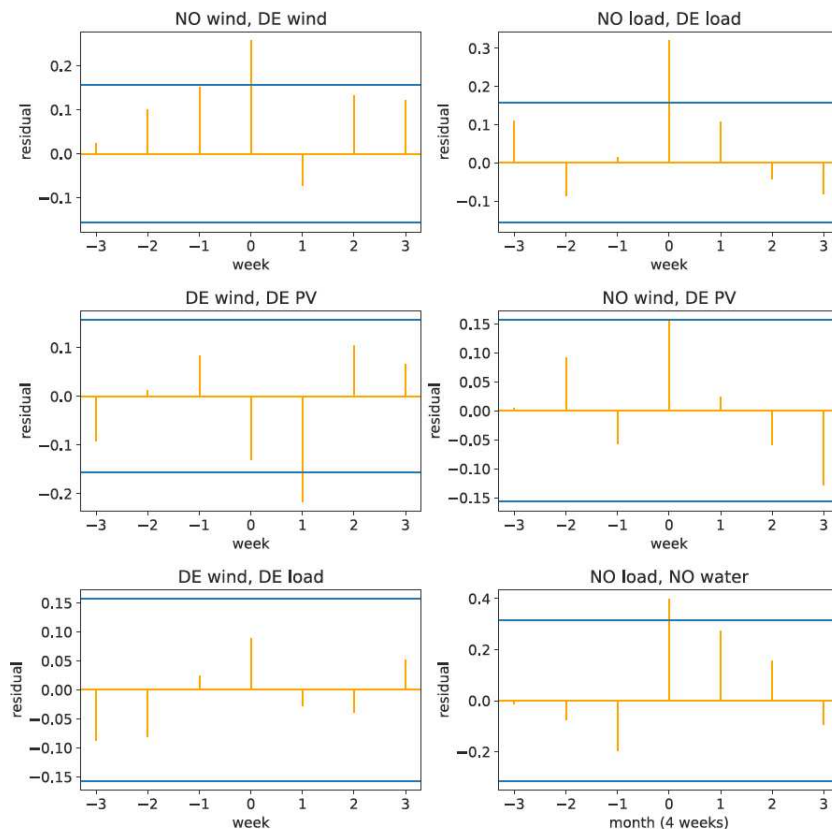 NO wind, DE wind
residual
0.2
0.1
0.0
−0.1
−3 −2 −1 0 1 2 3
week
NO load, DE load
residual
0.3
0.2
0.1
0.0
−0.1
−3 −2 −1 0 1 2 3
week
DE wind, DE PV
residual
0.1
0.0
−0.1
−0.2
−3 −2 −1 0 1 2 3
week
NO wind, DE PV
residual
0.15
0.10
0.05
0.00
−0.05
−0.10
−0.15
−3 −2 −1 0 1 2 3
week
DE wind, DE load
residual
0.15
0.10
0.05
0.00
−0.05
−0.10
−0.15
−3 −2 −1 0 1 2 3
week
NO load, NO water
residual
0.4
0.2
0.0
−0.2
−3 −2 −1 0 1 2 3
month (4 weeks)